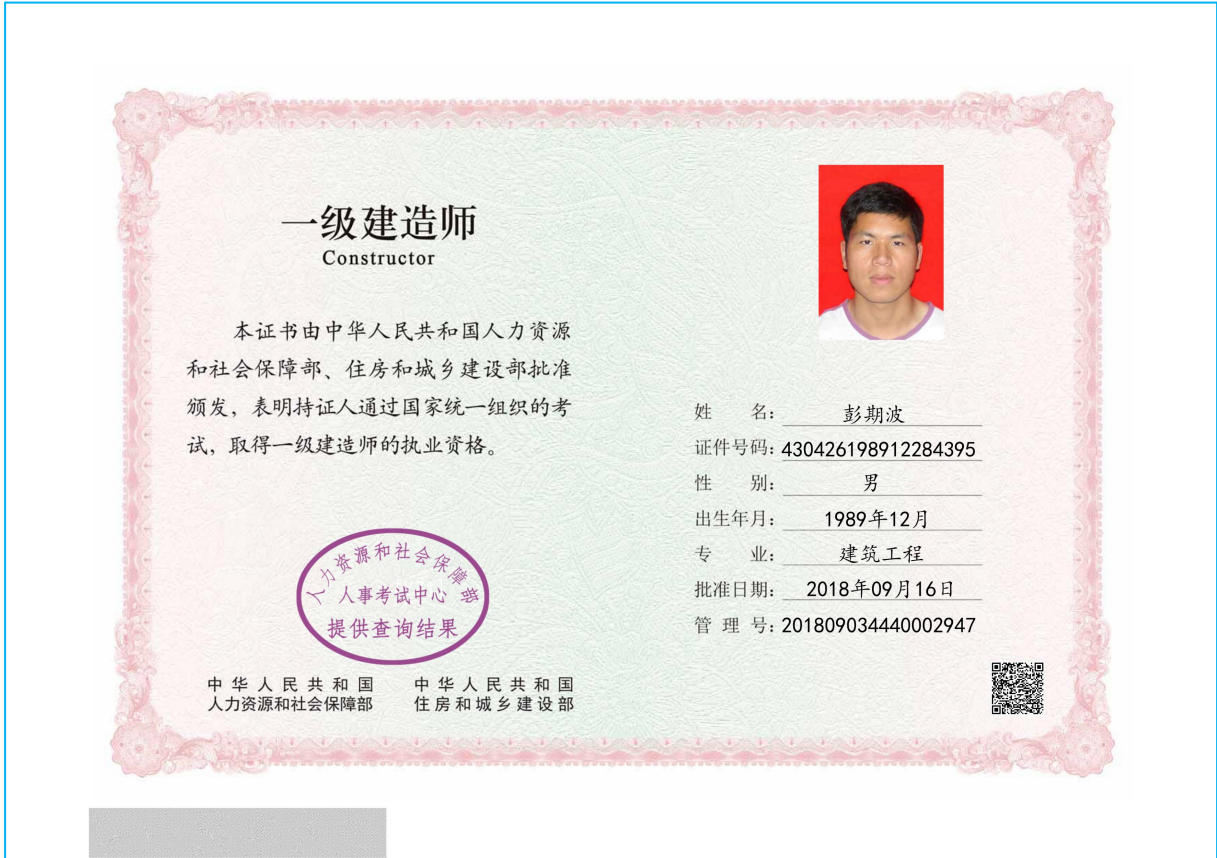 一级建造师
Constructor
本证书由中华人民共和国人力资源
和社会保障部、住房和城乡建设部批准
颁发，表明持证人通过国家统一组织的考
试，取得一级建造师的执业资格。
人力资源和社会保障部
人事考试中心
提供查询结果
中华人民共和国
人力资源和社会保障部
中华人民共和国
住房和城乡建设部
姓名：彭期波
证件号码：430426198912284395
性别：男
出生年月：1989年12月
专业：建筑工程
批准日期：2018年09月16日
管理号：201809034440002947